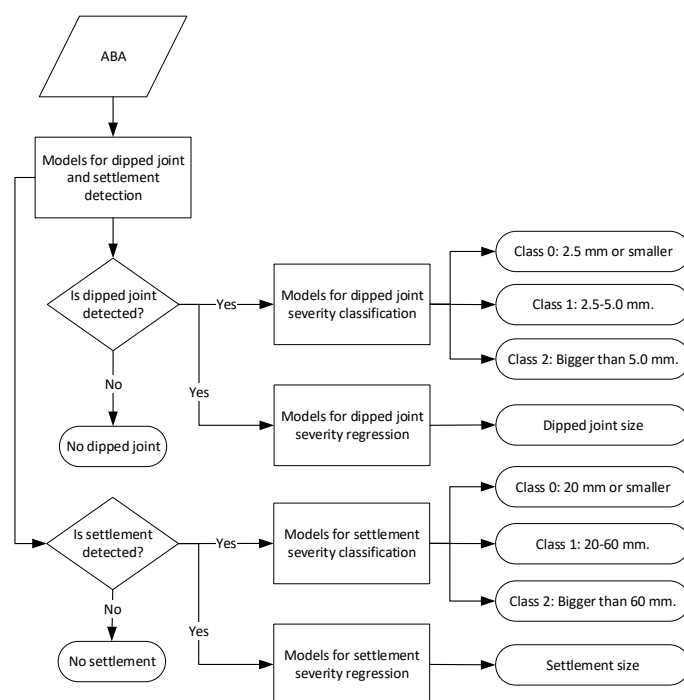 ABA
Models for dipped joint
and settlement
detection
Is dipped joint
detected?
Yes
Models for dipped joint
severity classification
Class 0: 2.5 mm or smaller
Class 1: 2.5-5.0 mm.
Class 2: Bigger than 5.0 mm.
No
Yes
No dipped joint
Models for dipped joint
severity regression
Dipped joint size
Is settlement
detected?
Yes
Models for settlement
severity classification
Class 0: 20 mm or smaller
Class 1: 20-60 mm.
Class 2: Bigger than 60 mm.
No
Yes
No settlement
Models for settlement
severity regression
Settlement size